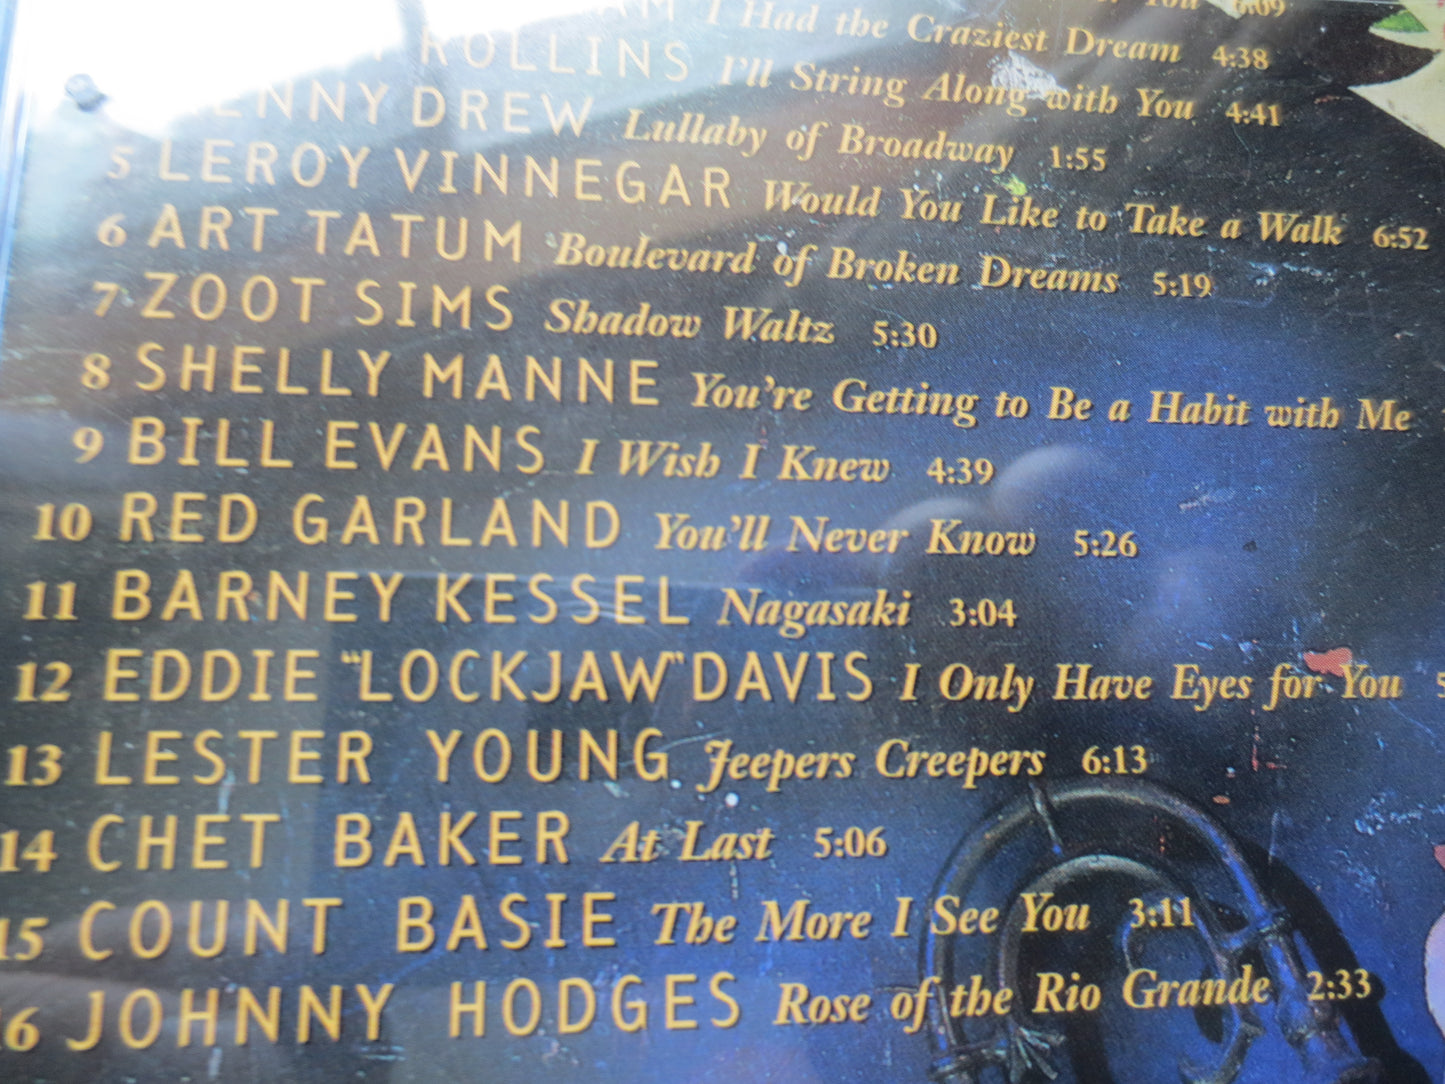 You 6:09
I Had the Craziest Dream 4:38
ROLLINS I'll String Along with You 4:41
KENNY DREW Lullaby of Broadway 1:55
5 LEROY VINNEGAR Would You Like to Take a Walk 6:52
6 ART TATUM Boulevard of Broken Dreams 5:19
7 ZOOT SIMS Shadow Waltz 5:30
8 SHELLY MANNE You're Getting to Be a Habit with Me
9 BILL EVANS I Wish I Knew 4:39
10 RED GARLAND You'll Never Know 5:26
11 BARNEY KESSEL Nagasaki 3:04
12 EDDIE "LOCKJAW" DAVIS I Only Have Eyes for You
13 LESTER YOUNG Jeepers Creepers 6:13
14 CHET BAKER At Last 5:06
15 COUNT BASIE The More I See You 3:11
16 JOHNNY HODGES Rose of the Rio Grande 2:33